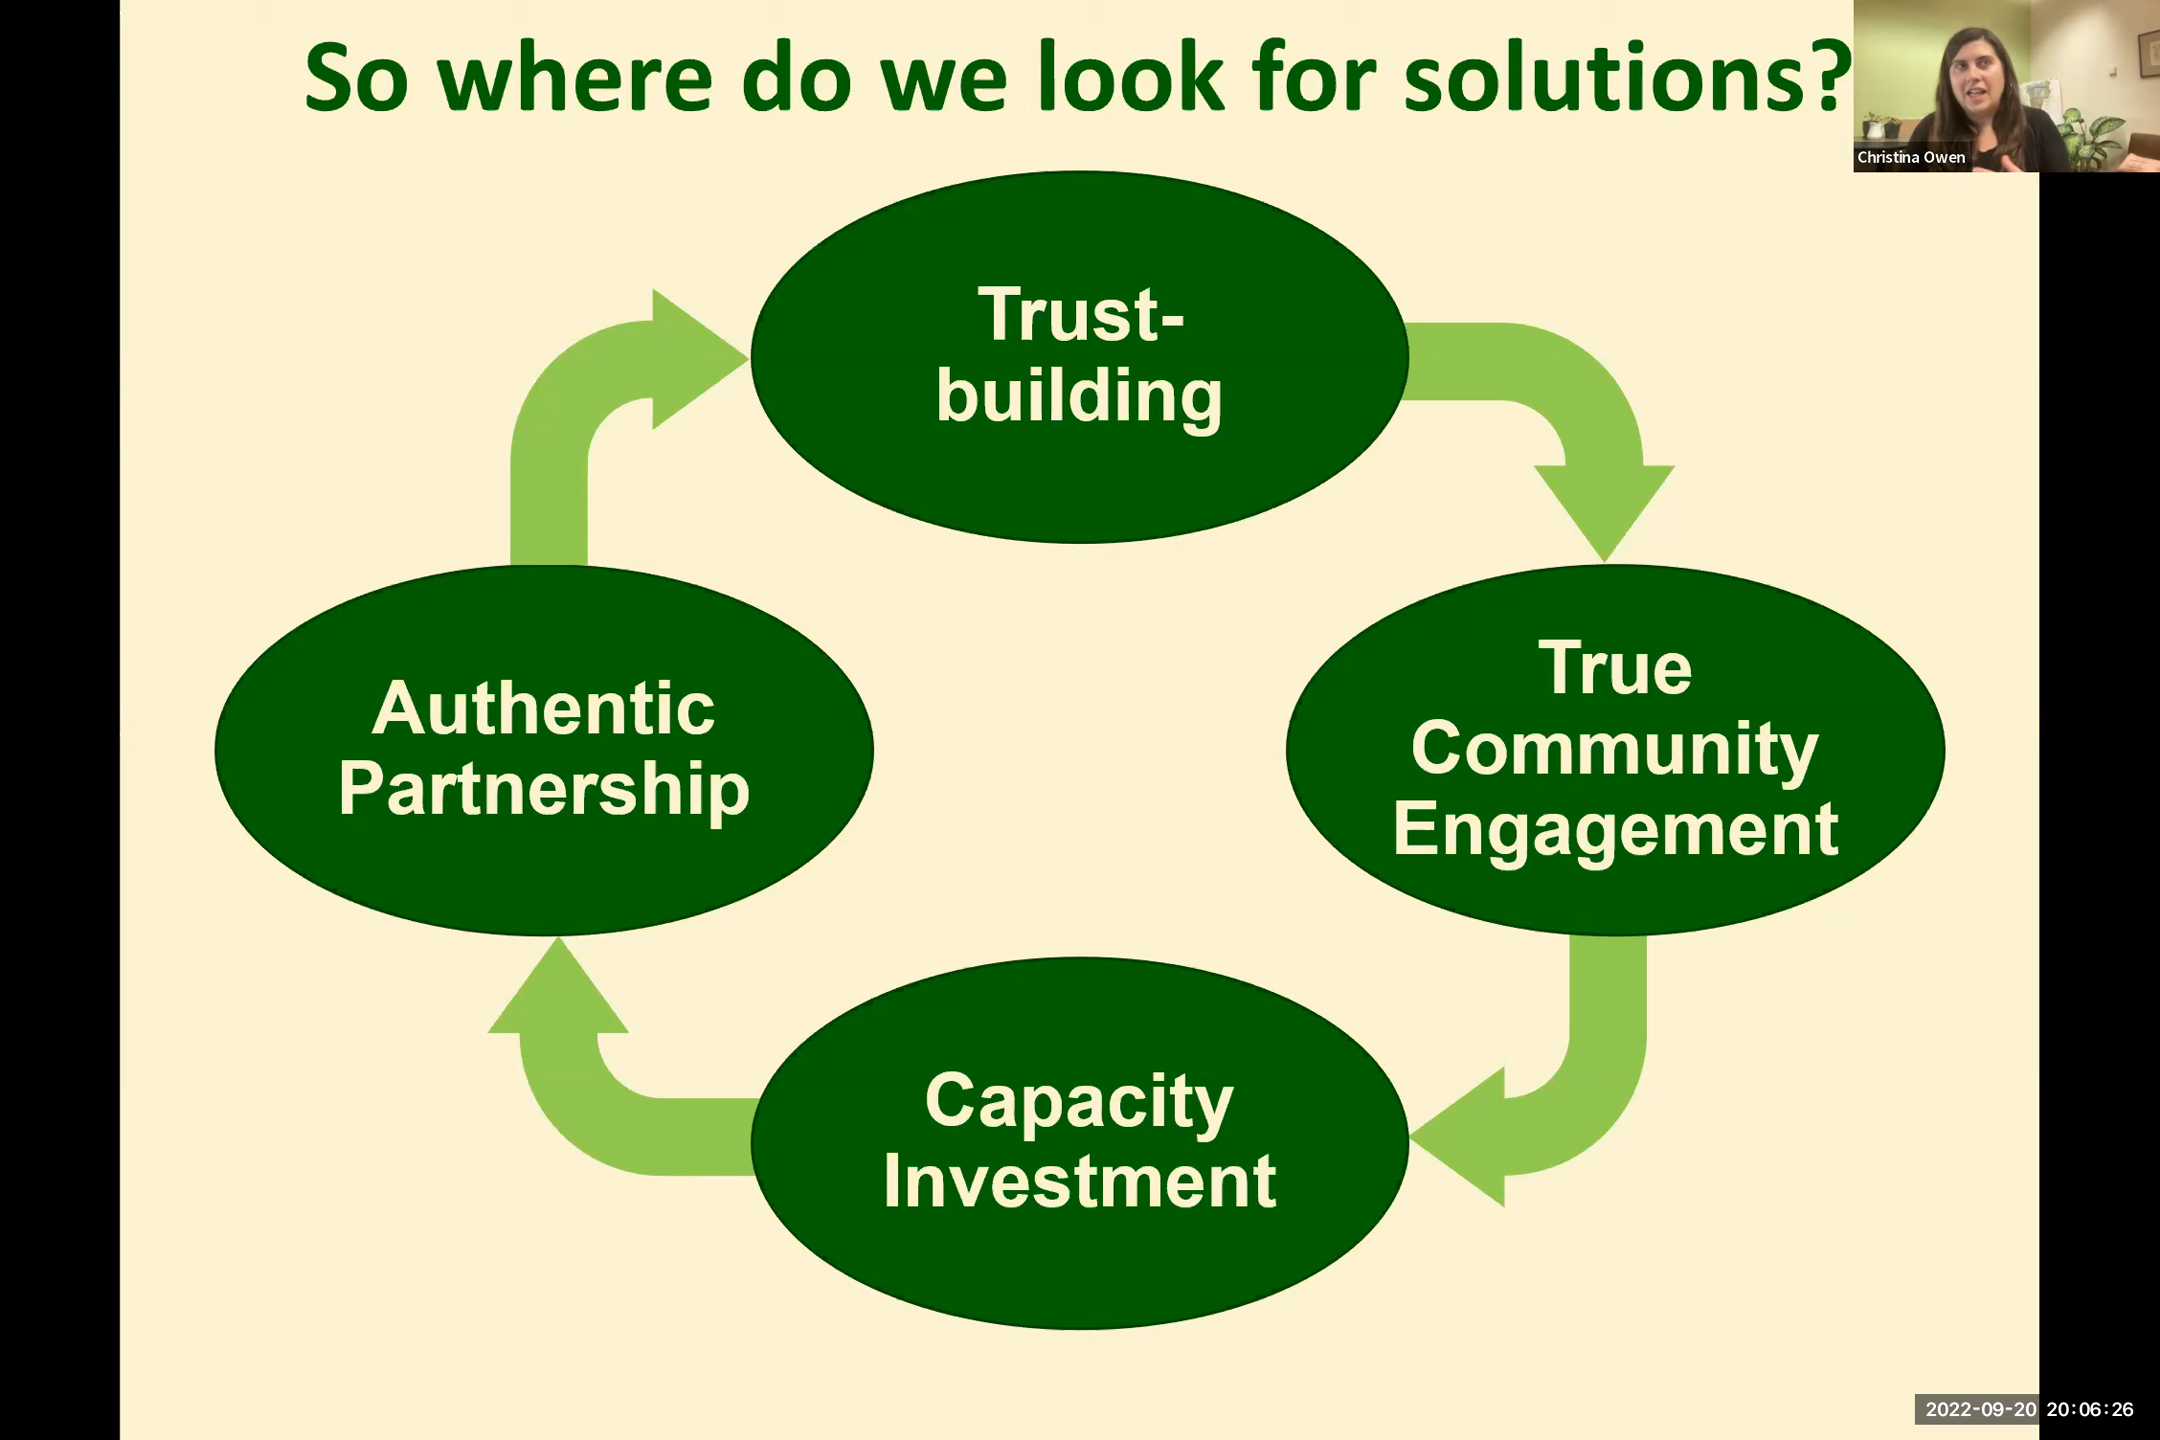 So where do we look for solutions?
Christina Owen
Trust-
building
True
Community
Engagement
Authentic
Partnership
Capacity
Investment
2022-09-20 20:06:26